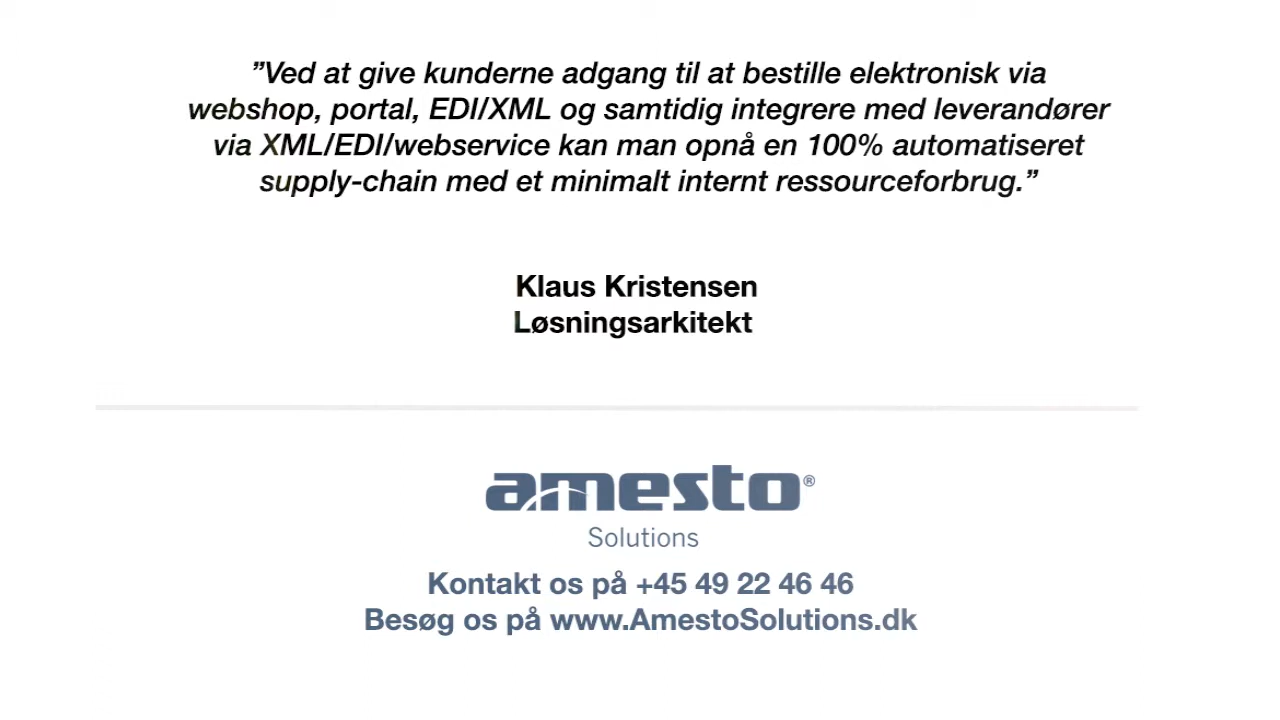 ”Ved at give kunderne adgang til at bestille elektronisk via
webshop, portal, EDI/XML og samtidig integrere med leverandører
via XML/EDI/webservice kan man opnå en 100% automatiseret
supply-chain med et minimalt internt ressourceforbrug.”
Klaus Kristensen
Løsningsarkitekt
amesto®
Solutions
Kontakt os på +45 49 22 46 46
Besøg os på www.AmestoSolutions.dk